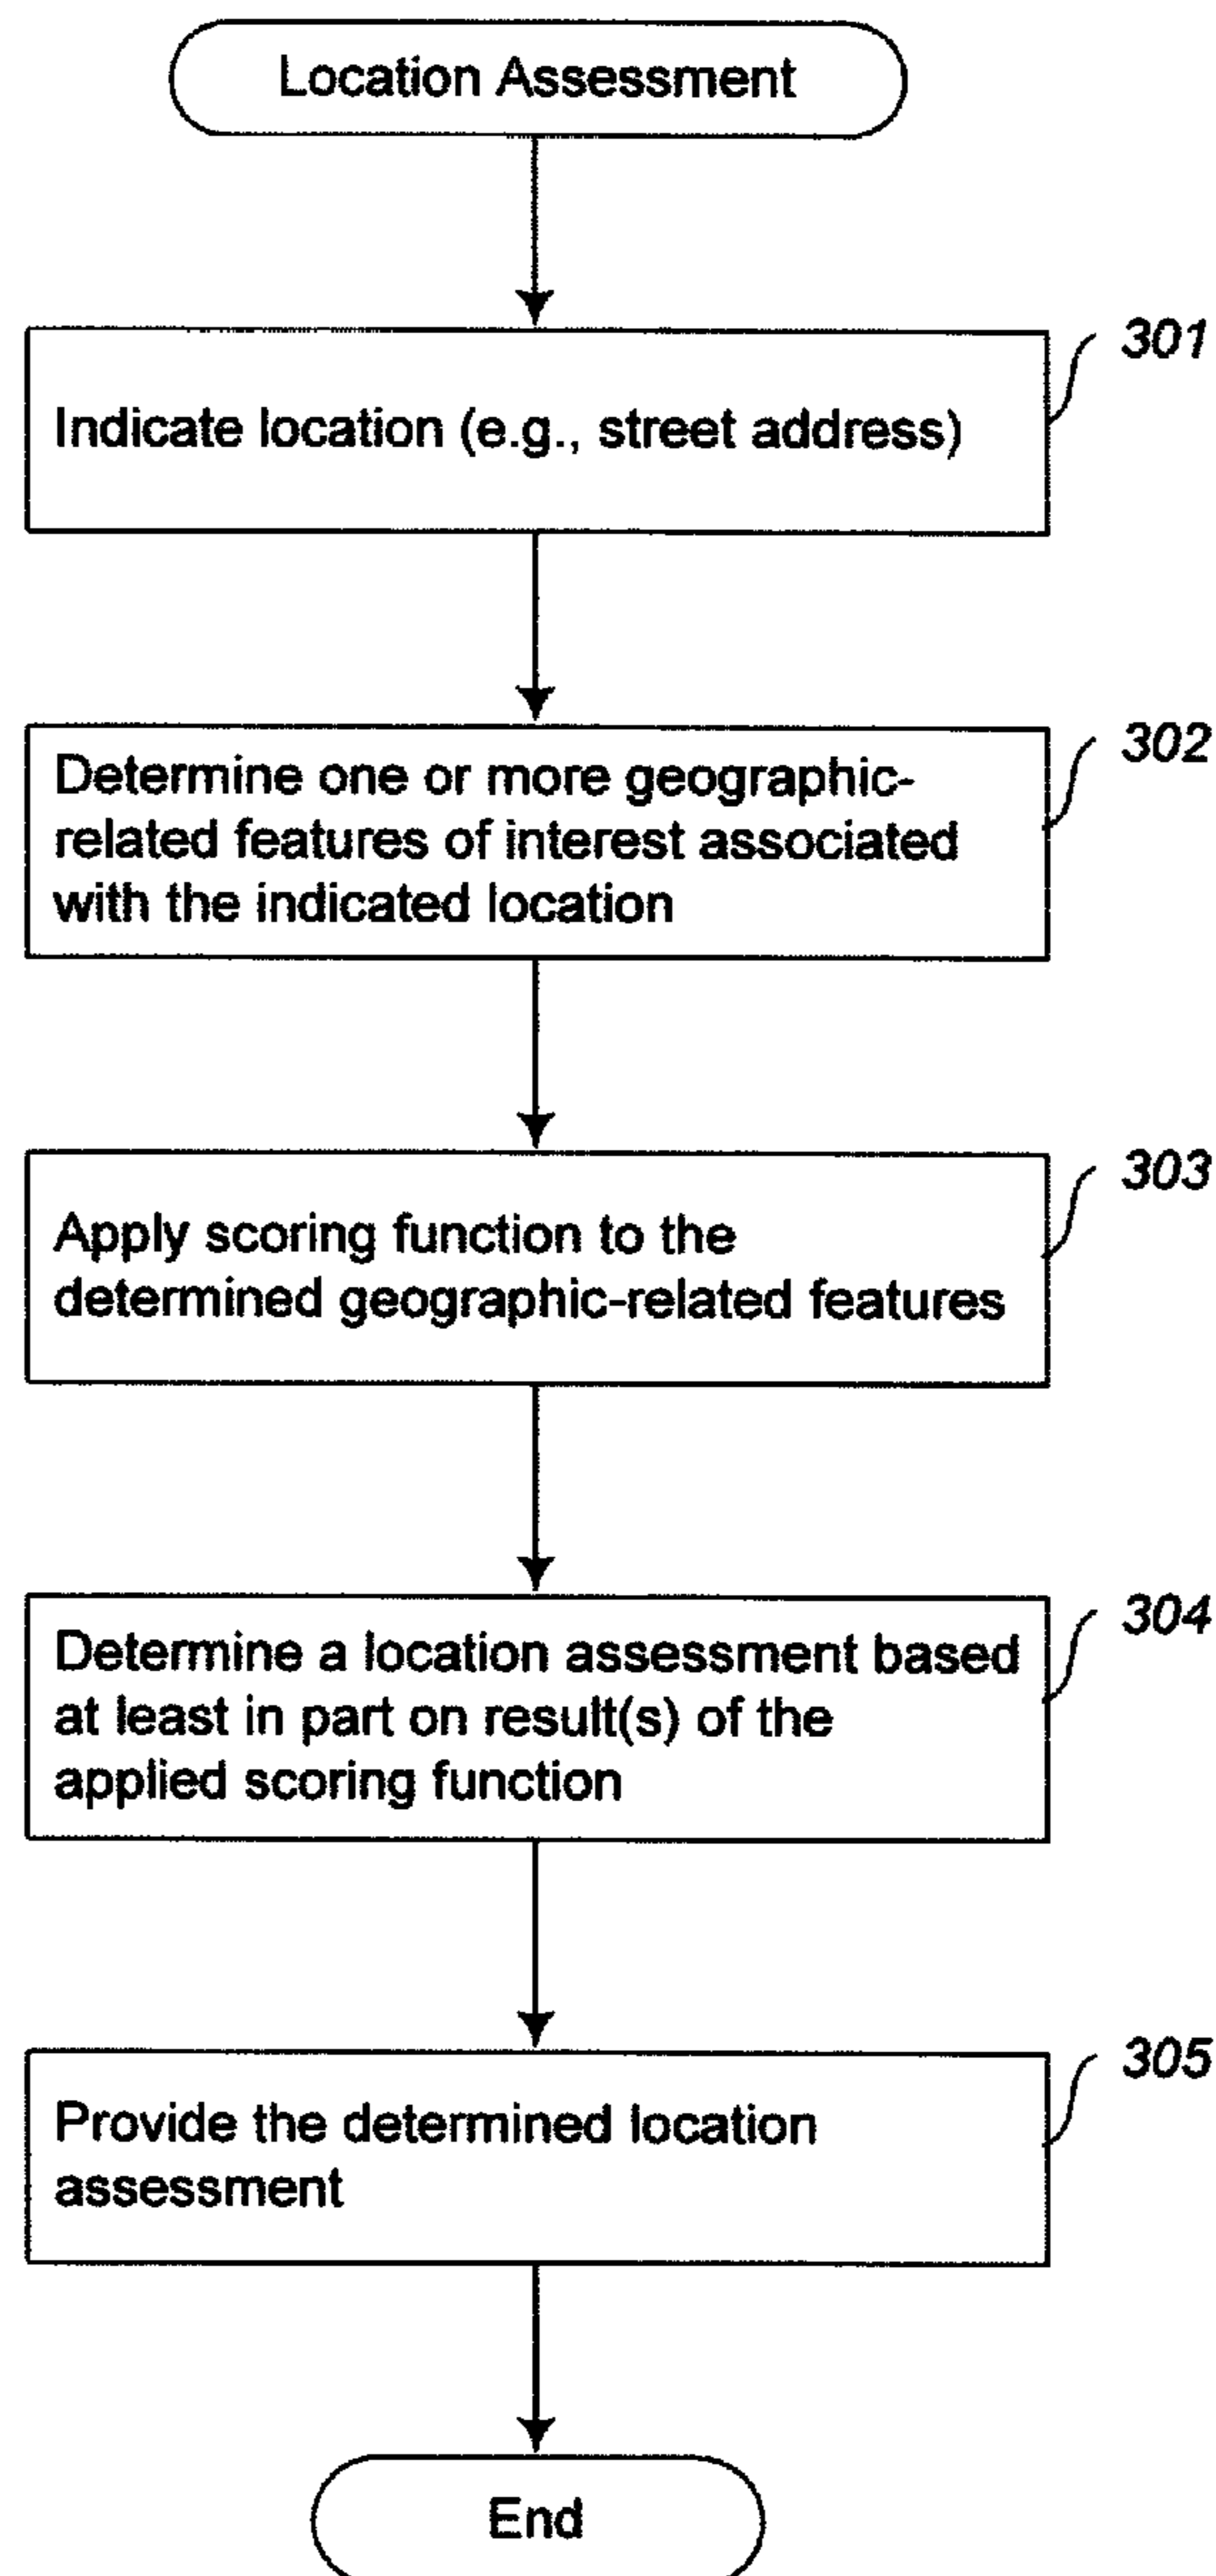 Location Assessment
301
Indicate location (e.g., street address)
302
Determine one or more geographic-
related features of interest associated
with the indicated location
303
Apply scoring function to the
determined geographic-related features
304
Determine a location assessment based
at least in part on result(s) of the
applied scoring function
305
Provide the determined location
assessment
End